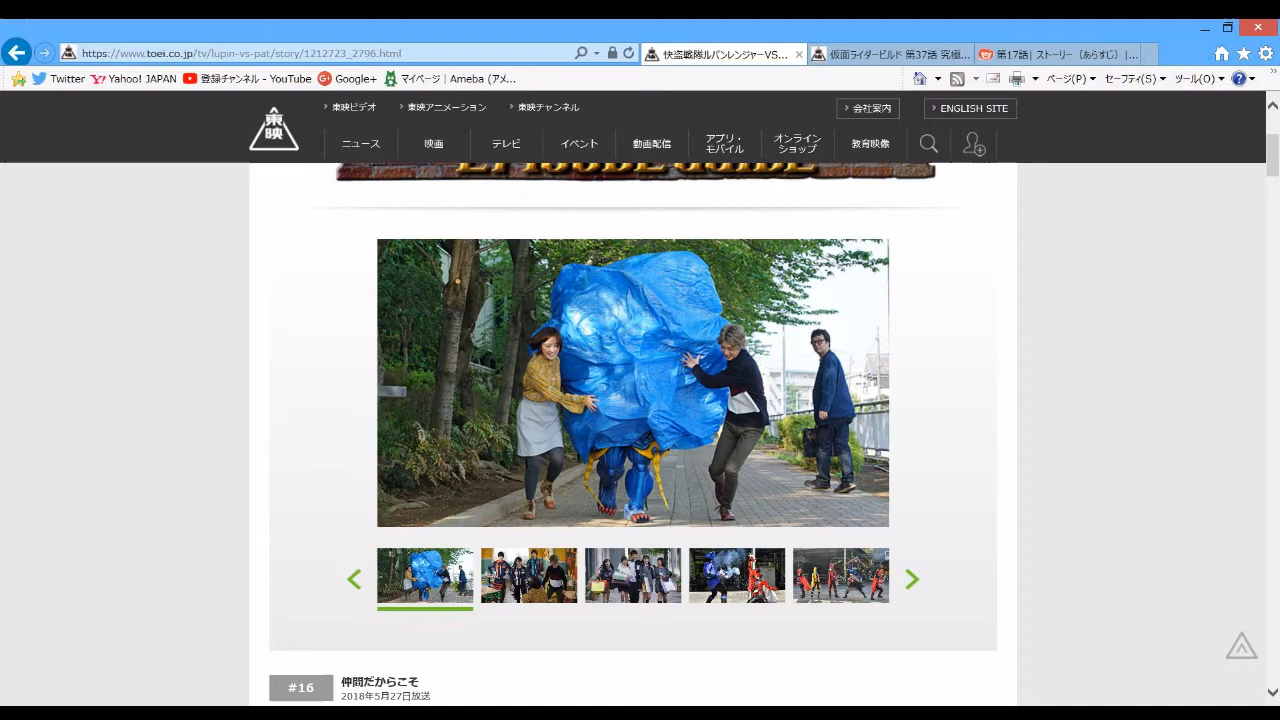 https://www.toei.co.jp/tv/lupin-vs-pat/story/1212723_2796.html
快盗戦隊ルパンレンジャーVS...
仮面ライダービルド 第37話 究極...
第17話| ストーリー（あらすじ）|...
Twitter
Yahoo! JAPAN
登録チャンネル - YouTube
Google+
マイページ | Ameba (アメ...
ページ(P)
セーフティ(S)
ツール(O)
東映
東映ビデオ
東映アニメーション
東映チャンネル
会社案内
ENGLISH SITE
ニュース
映画
テレビ
イベント
動画配信
アプリ・
モバイル
オンライン
ショップ
教育映像
EPISODE GUIDE
#16
仲間だからこそ
2018年5月27日放送